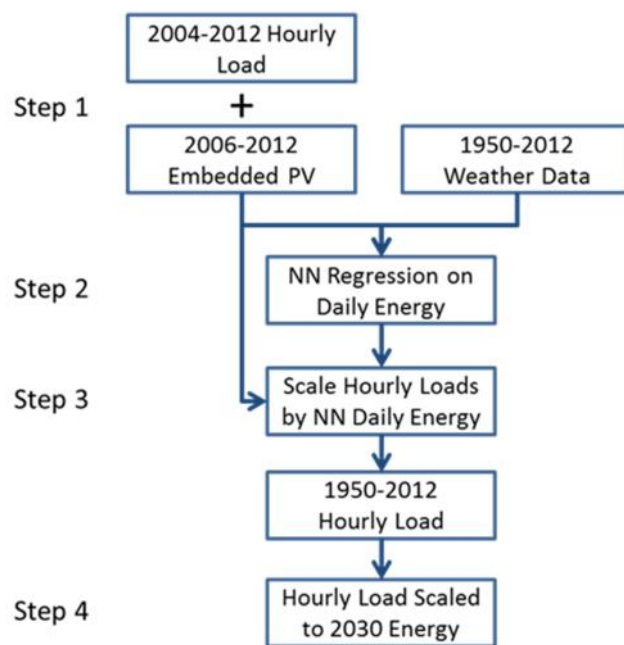 2004-2012 Hourly
Load
Step 1
+
2006-2012
Embedded PV
1950-2012
Weather Data
Step 2
NN Regression on
Daily Energy
Step 3
Scale Hourly Loads
by NN Daily Energy
1950-2012
Hourly Load
Step 4
Hourly Load Scaled
to 2030 Energy